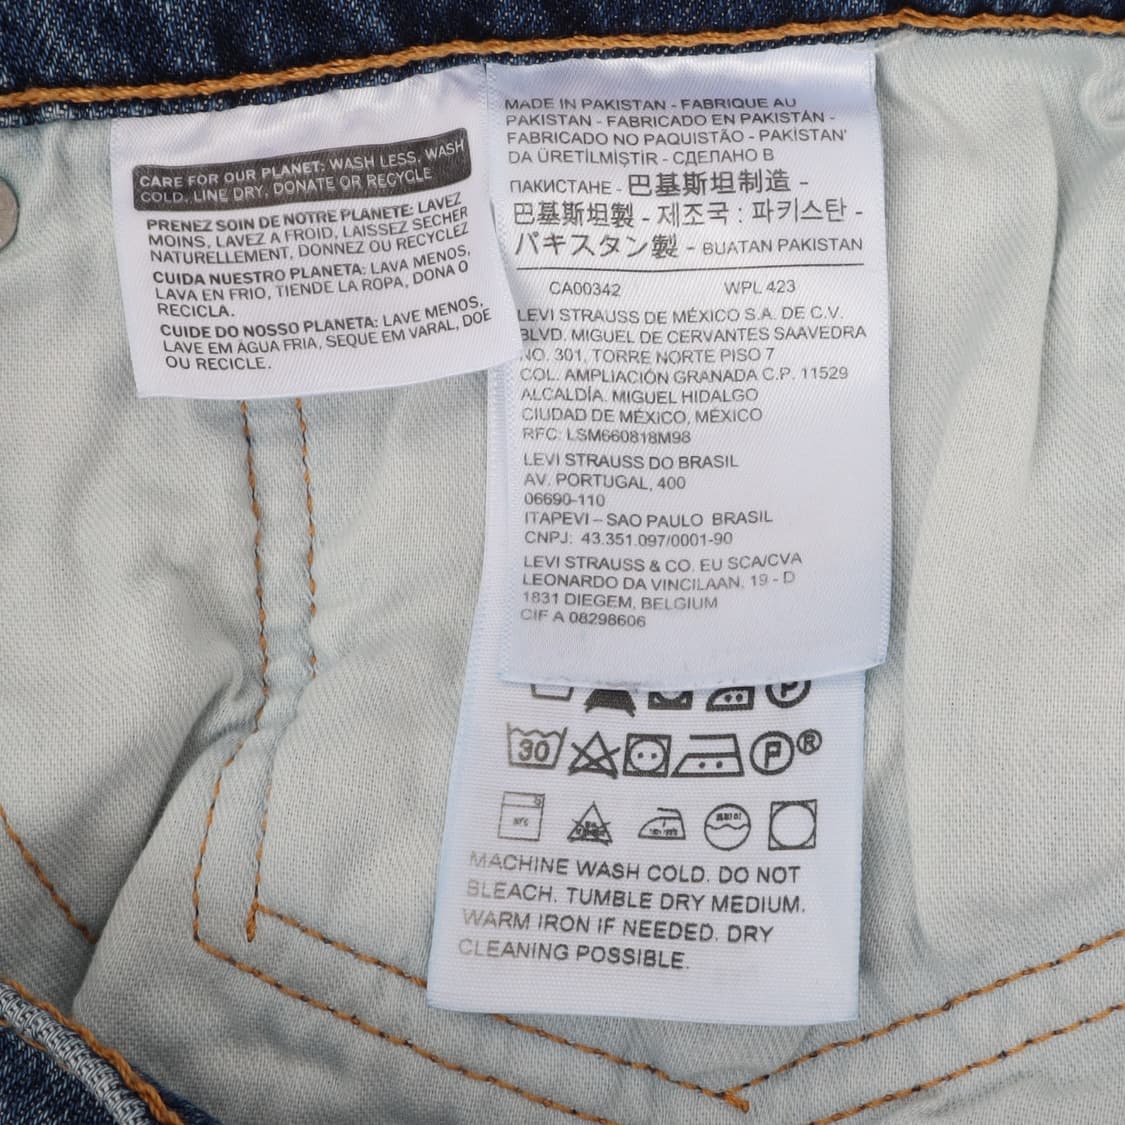 CARE FOR OUR PLANET: WASH LESS, WASH
COLD, LINE DRY, DONATE OR RECYCLE
PRENEZ SOIN DE NOTRE PLANETE: LAVEZ
MOINS, LAVEZ A FROID, LAISSEZ SECHER
NATURELLEMENT, DONNEZ OU RECYCLEZ
CUIDA NUESTRO PLANETA: LAVA MENOS,
LAVA EN FRIO, TIENDE LA ROPA, DONA O
RECICLA.
CUIDE DO NOSSO PLANETA: LAVE MENOS,
LAVE EM ÁGUA FRIA, SEQUE EM VARAL, DOE
OU RECICLE.
MADE IN PAKISTAN - FABRIQUE AU
PAKISTAN - FABRICADO EN PAKISTÁN -
FABRICADO NO PAQUISTÃO - PAKİSTAN'
DA ÜRETİLMİŞTİR - СДЕЛАНО В
ПАКИСТАНЕ - 巴基斯坦制造 -
巴基斯坦製 - 제조국 : 파키스탄 -
パキスタン製 - BUATAN PAKISTAN
CA00342 WPL 423
LEVI STRAUSS DE MÉXICO S.A. DE C.V.
BLVD. MIGUEL DE CERVANTES SAAVEDRA
NO. 301, TORRE NORTE PISO 7
COL. AMPLIACIÓN GRANADA C.P. 11529
ALCALDÍA. MIGUEL HIDALGO
CIUDAD DE MÉXICO, MÉXICO
RFC: LSM660818M98
LEVI STRAUSS DO BRASIL
AV. PORTUGAL, 400
06690-110
ITAPEVI – SAO PAULO BRASIL
CNPJ: 43.351.097/0001-90
LEVI STRAUSS & CO. EU SCA/CVA
LEONARDO DA VINCILAAN, 19 - D
1831 DIEGEM, BELGIUM
CIF A 08298606
P
30 P ®
MACHINE WASH COLD. DO NOT
BLEACH. TUMBLE DRY MEDIUM.
WARM IRON IF NEEDED. DRY
CLEANING POSSIBLE.